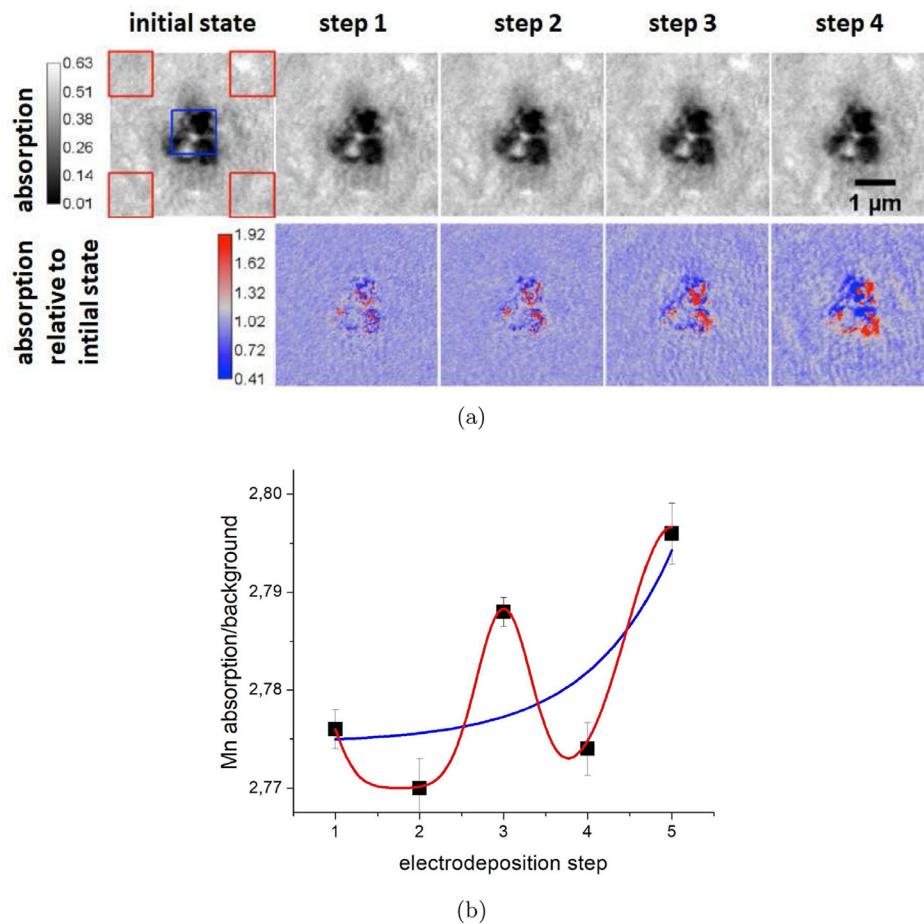 initial state step 1 step 2 step 3 step 4
absorption
0.63
0.51
0.38
0.26
0.14
0.01
1 μm
absorption
relative to
intilal state
1.92
1.62
1.32
1.02
0.72
0.41
(a)
Mn absorption/background
2,80
2,79
2,78
2,77
1 2 3 4 5
electrodeposition step
(b)